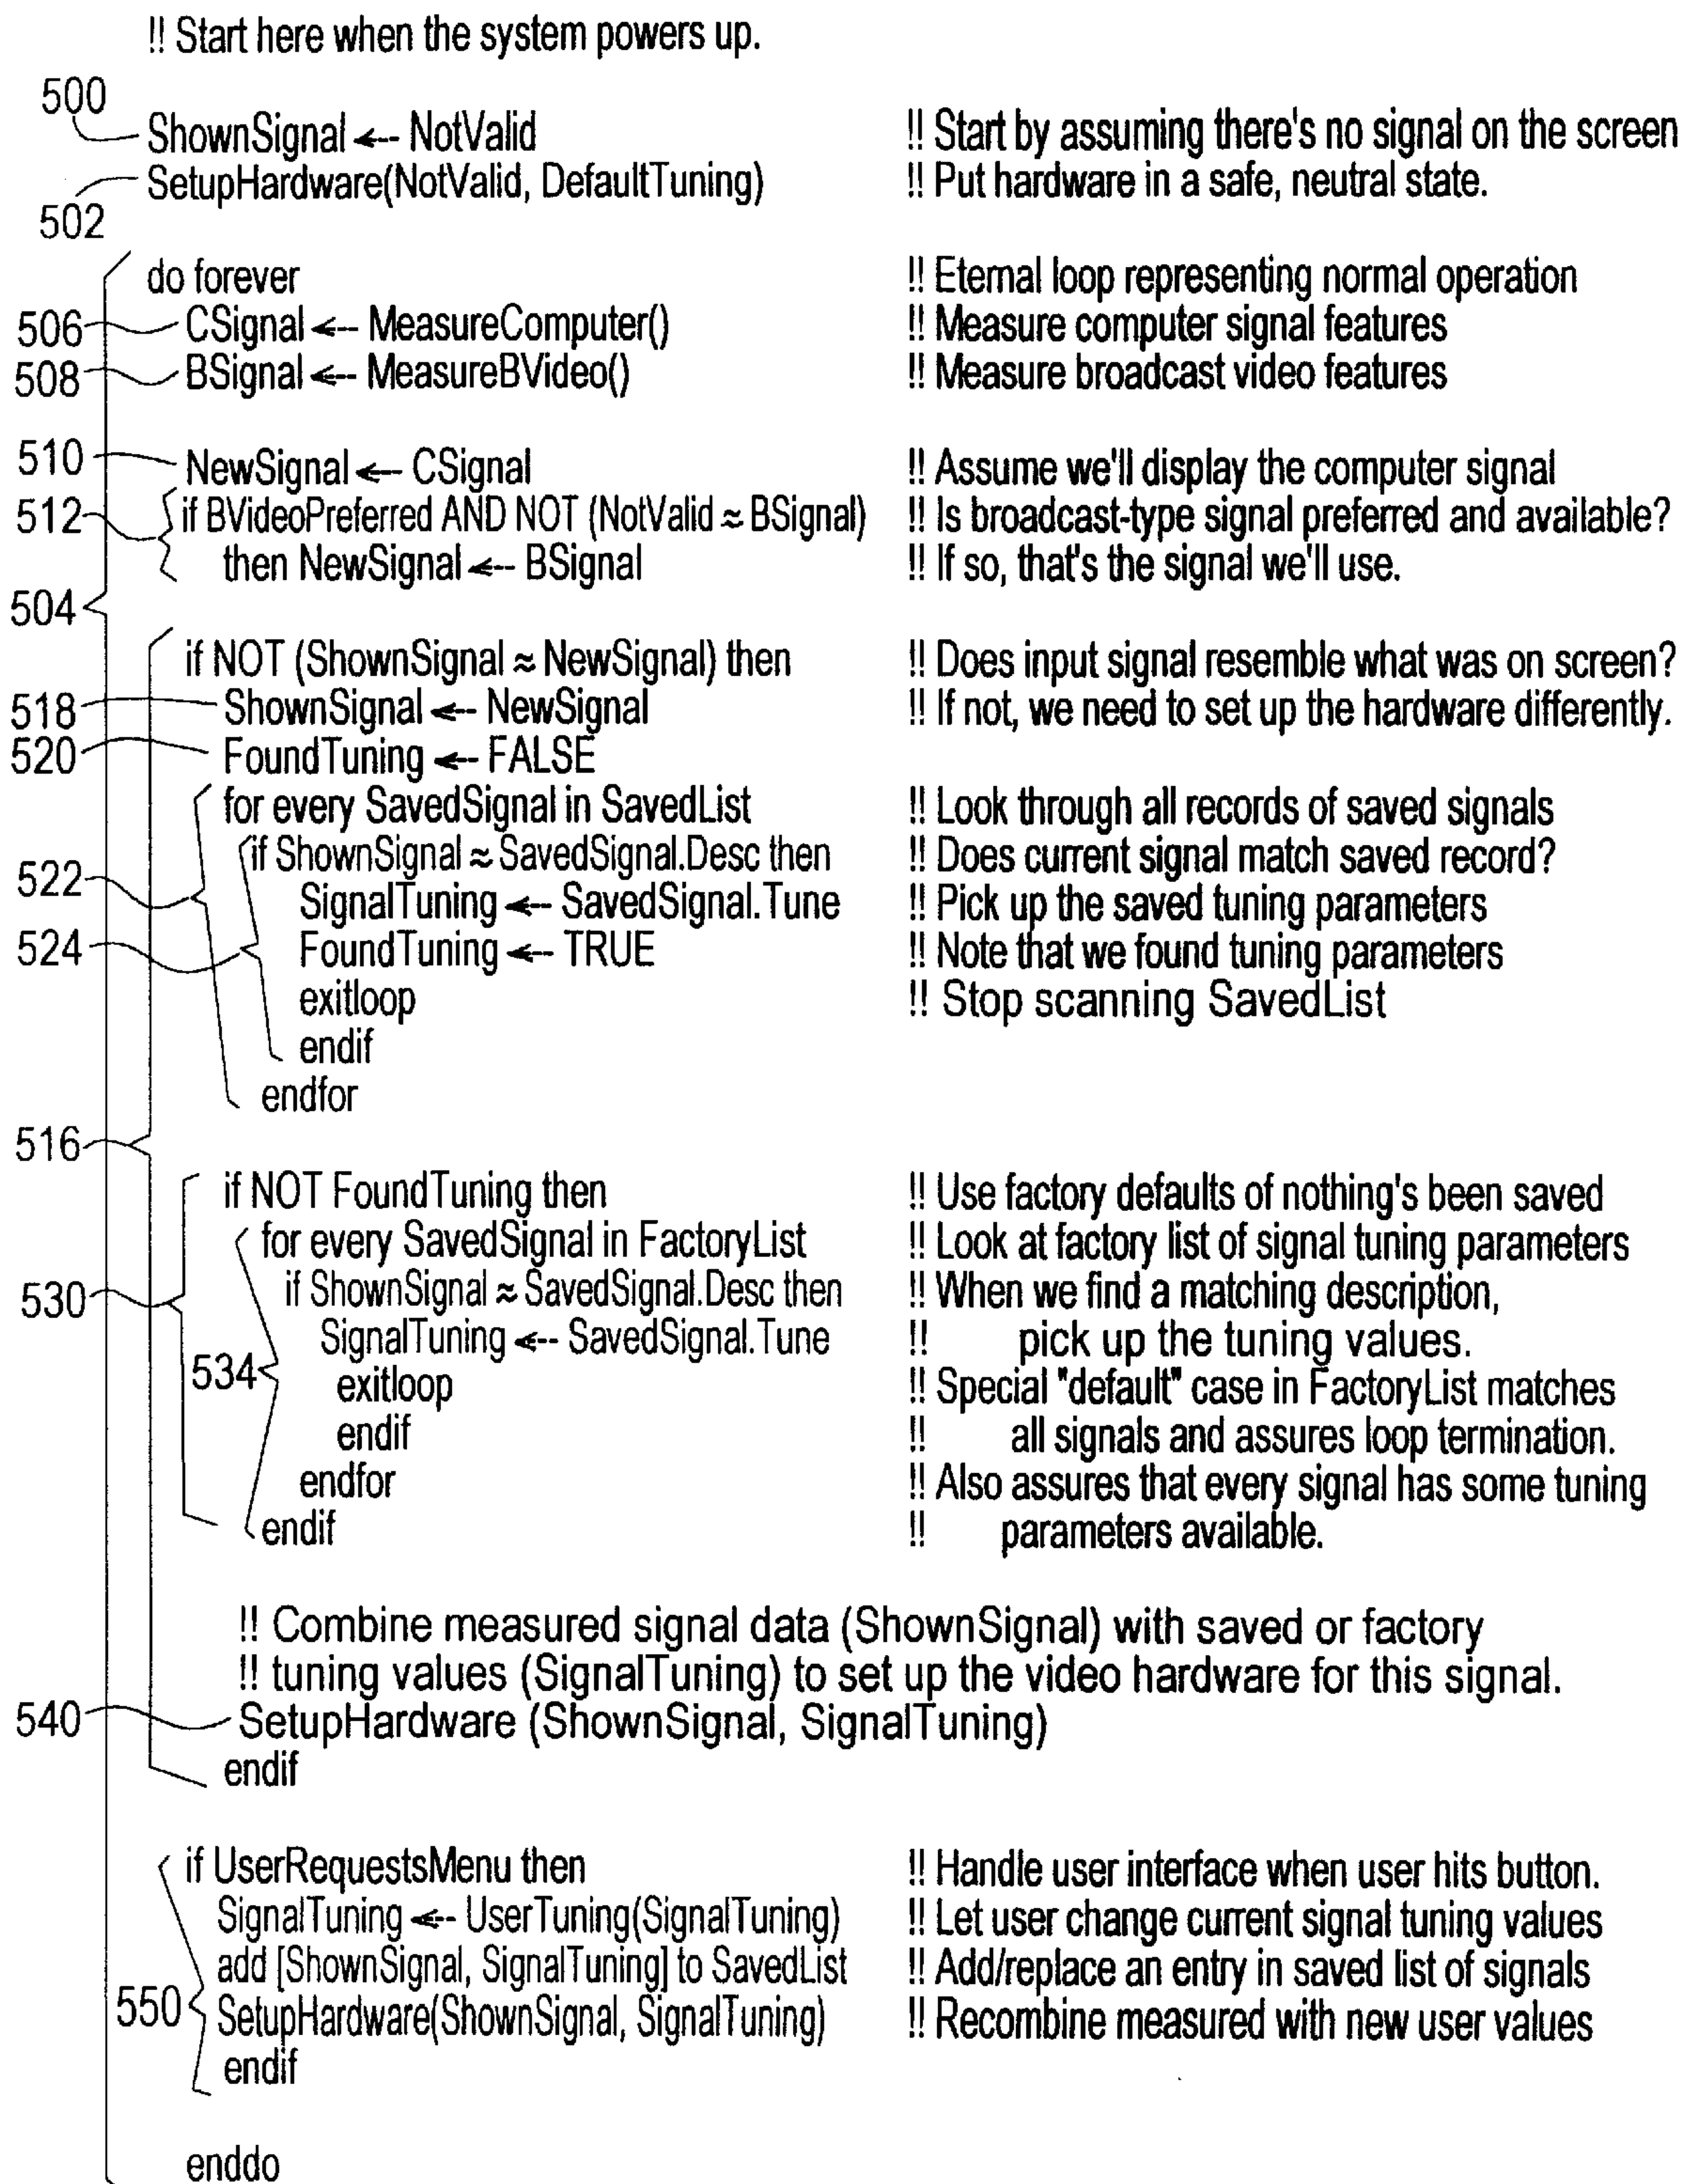 !! Start here when the system powers up.
500
ShownSignal <-- NotValid !! Start by assuming there's no signal on the screen
SetupHardware(NotValid, DefaultTuning) !! Put hardware in a safe, neutral state.
502
do forever !! Eternal loop representing normal operation
506 CSignal <-- MeasureComputer() !! Measure computer signal features
508 BSignal <-- MeasureBVideo() !! Measure broadcast video features
510 NewSignal <-- CSignal !! Assume we'll display the computer signal
512 if BVideoPreferred AND NOT (NotValid ≈ BSignal) !! Is broadcast-type signal preferred and available?
then NewSignal <-- BSignal !! If so, that's the signal we'll use.
504
if NOT (ShownSignal ≈ NewSignal) then !! Does input signal resemble what was on screen?
518 ShownSignal <-- NewSignal !! If not, we need to set up the hardware differently.
520 FoundTuning <-- FALSE
for every SavedSignal in SavedList !! Look through all records of saved signals
if ShownSignal ≈ SavedSignal.Desc then !! Does current signal match saved record?
522 SignalTuning <-- SavedSignal.Tune !! Pick up the saved tuning parameters
524 FoundTuning <-- TRUE !! Note that we found tuning parameters
exitloop !! Stop scanning SavedList
endif
endfor
516
if NOT FoundTuning then !! Use factory defaults of nothing's been saved
for every SavedSignal in FactoryList !! Look at factory list of signal tuning parameters
530 if ShownSignal ≈ SavedSignal.Desc then !! When we find a matching description,
SignalTuning <-- SavedSignal.Tune !! pick up the tuning values.
534 exitloop !! Special "default" case in FactoryList matches
endif !! all signals and assures loop termination.
endfor !! Also assures that every signal has some tuning
endif !! parameters available.
!! Combine measured signal data (ShownSignal) with saved or factory
!! tuning values (SignalTuning) to set up the video hardware for this signal.
540 SetupHardware (ShownSignal, SignalTuning)
endif
if UserRequestsMenu then !! Handle user interface when user hits button.
SignalTuning <-- UserTuning(SignalTuning) !! Let user change current signal tuning values
add [ShownSignal, SignalTuning] to SavedList !! Add/replace an entry in saved list of signals
550 SetupHardware(ShownSignal, SignalTuning) !! Recombine measured with new user values
endif
enddo